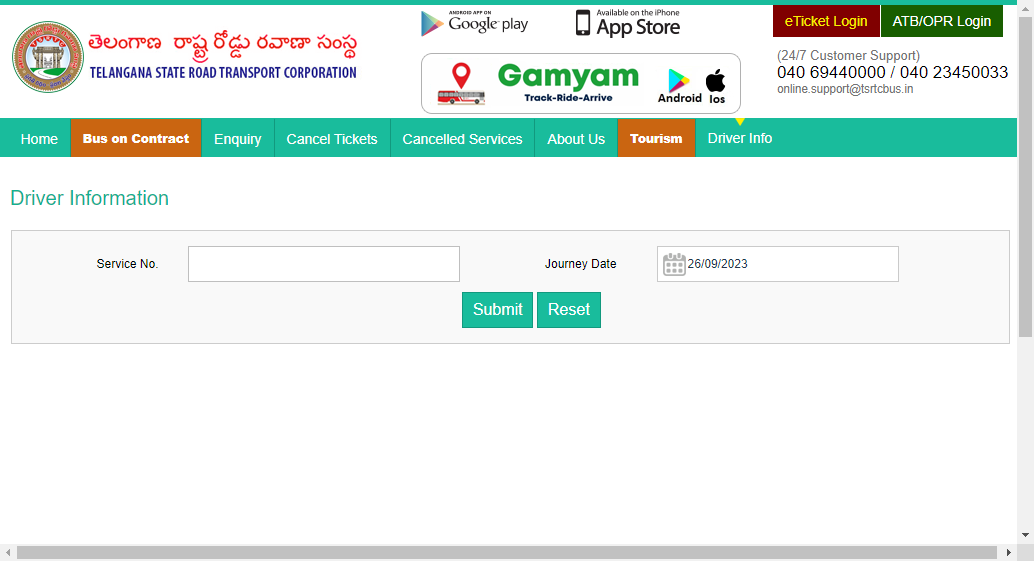 తెలంగాణ రాష్ట్ర రోడ్డు రవాణా సంస్థ
TELANGANA STATE ROAD TRANSPORT CORPORATION
ANDROID APP ON
Google play
Available on the iPhone
App Store
Gamyam
Track-Ride-Arrive
Android Ios
eTicket Login ATB/OPR Login
(24/7 Customer Support)
040 69440000 / 040 23450033
online.support@tsrtcbus.in
Home Bus on Contract Enquiry Cancel Tickets Cancelled Services About Us Tourism Driver Info
Driver Information
Service No. Journey Date 26/09/2023
Submit Reset